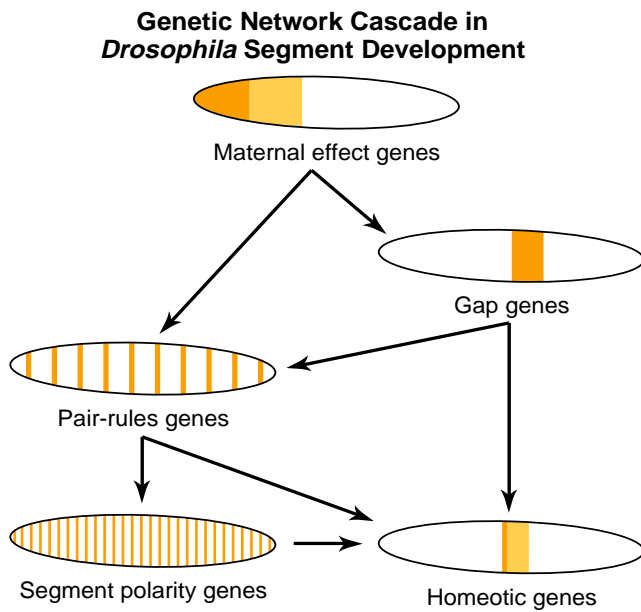 Genetic Network Cascade in
Drosophila Segment Development
Maternal effect genes
Gap genes
Pair-rules genes
Segment polarity genes
Homeotic genes